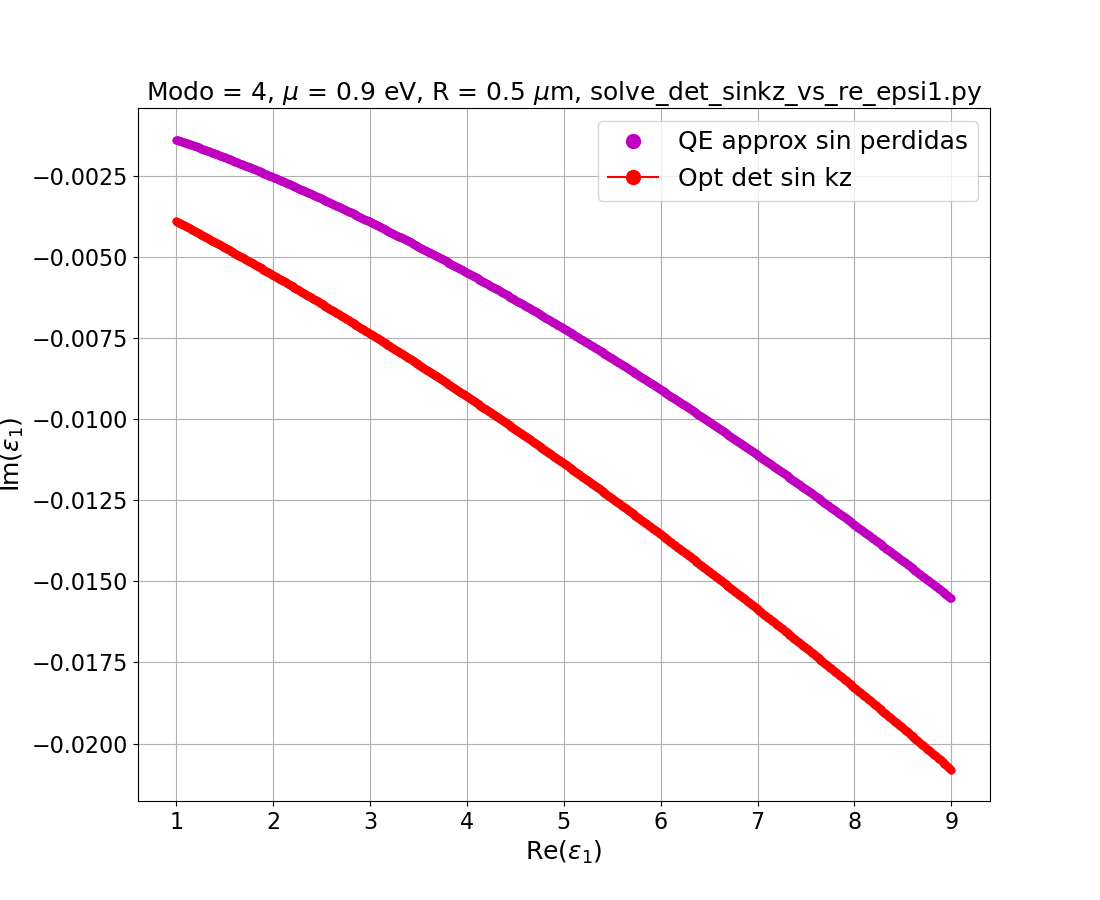 Modo = 4, μ = 0.9 eV, R = 0.5 μm, solve_det_sinkz_vs_re_epsi1.py
QE approx sin perdidas
Opt det sin kz
Im(ε₁)
−0.0025
−0.0050
−0.0075
−0.0100
−0.0125
−0.0150
−0.0175
−0.0200
1 2 3 4 5 6 7 8 9
Re(ε₁)